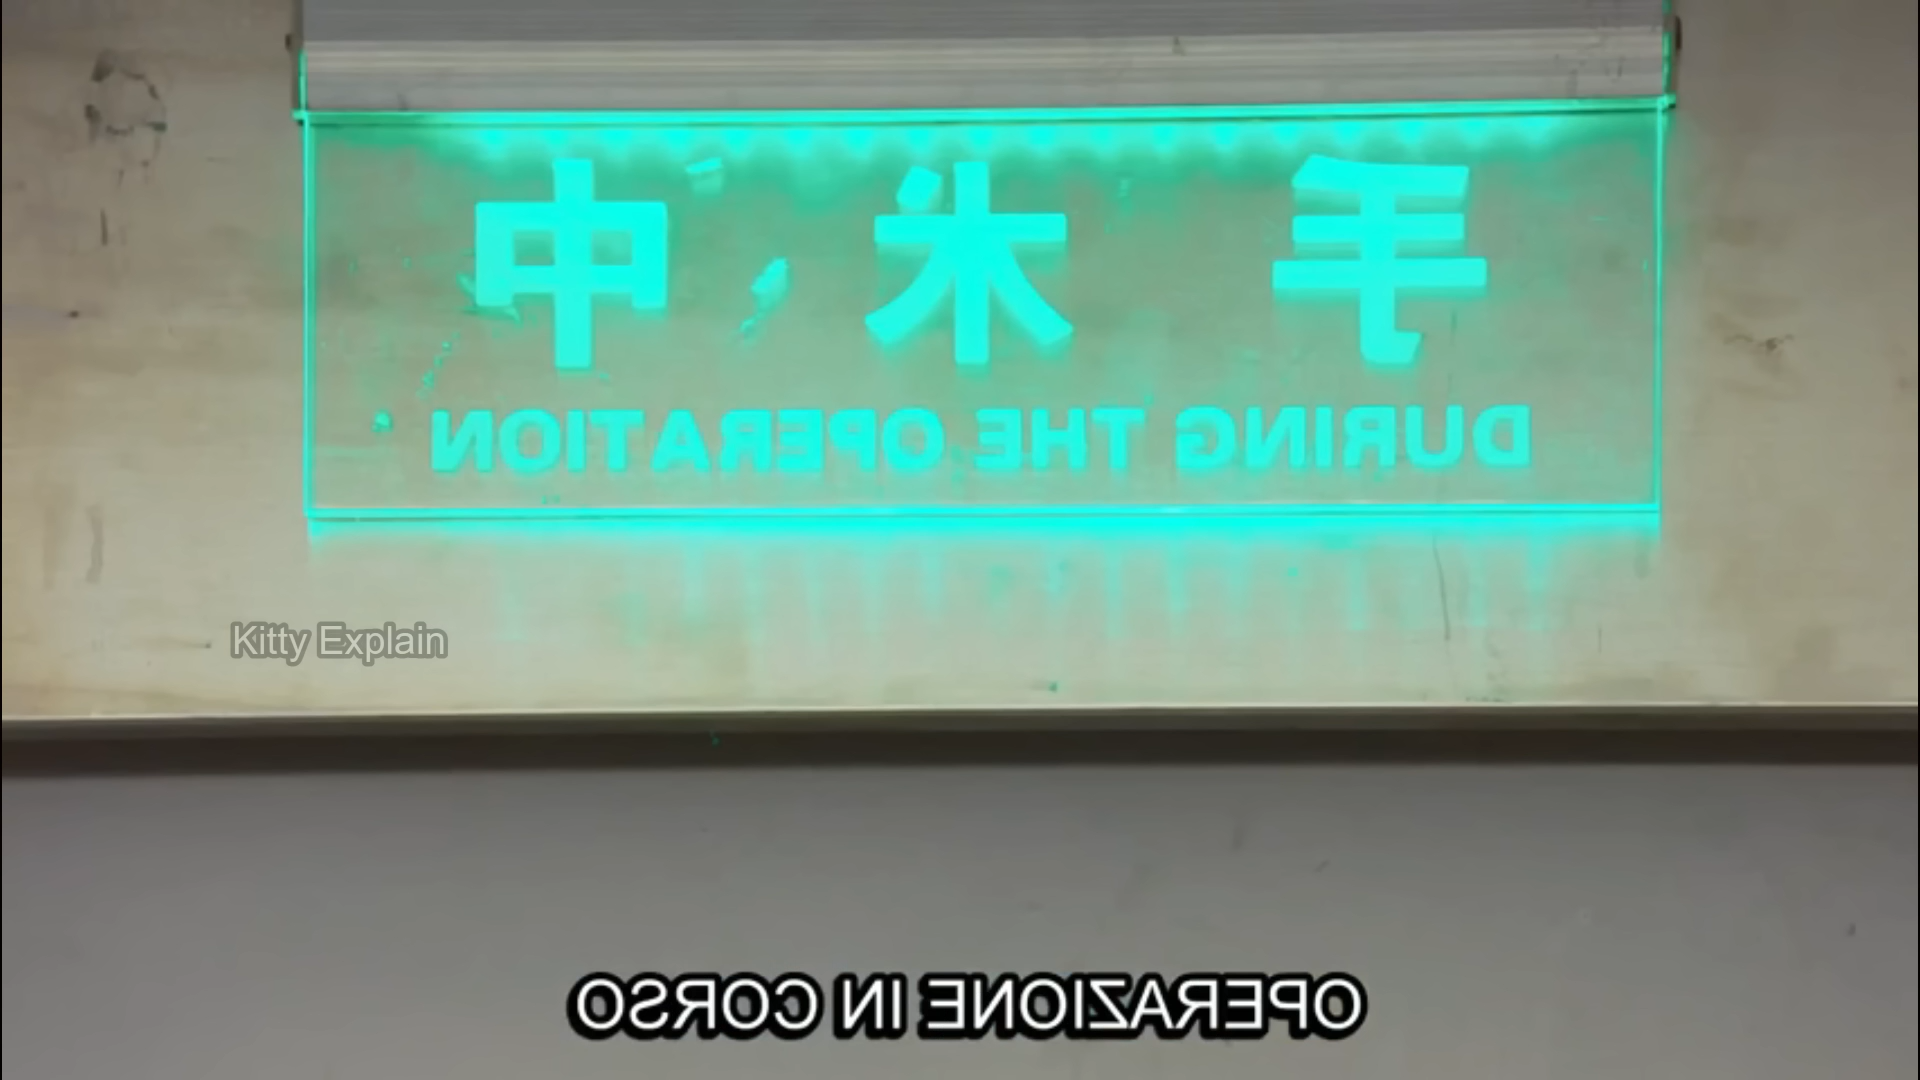 手术中
DURING THE OPERATION
Kitty Explain
OPERAZIONE IN CORSO